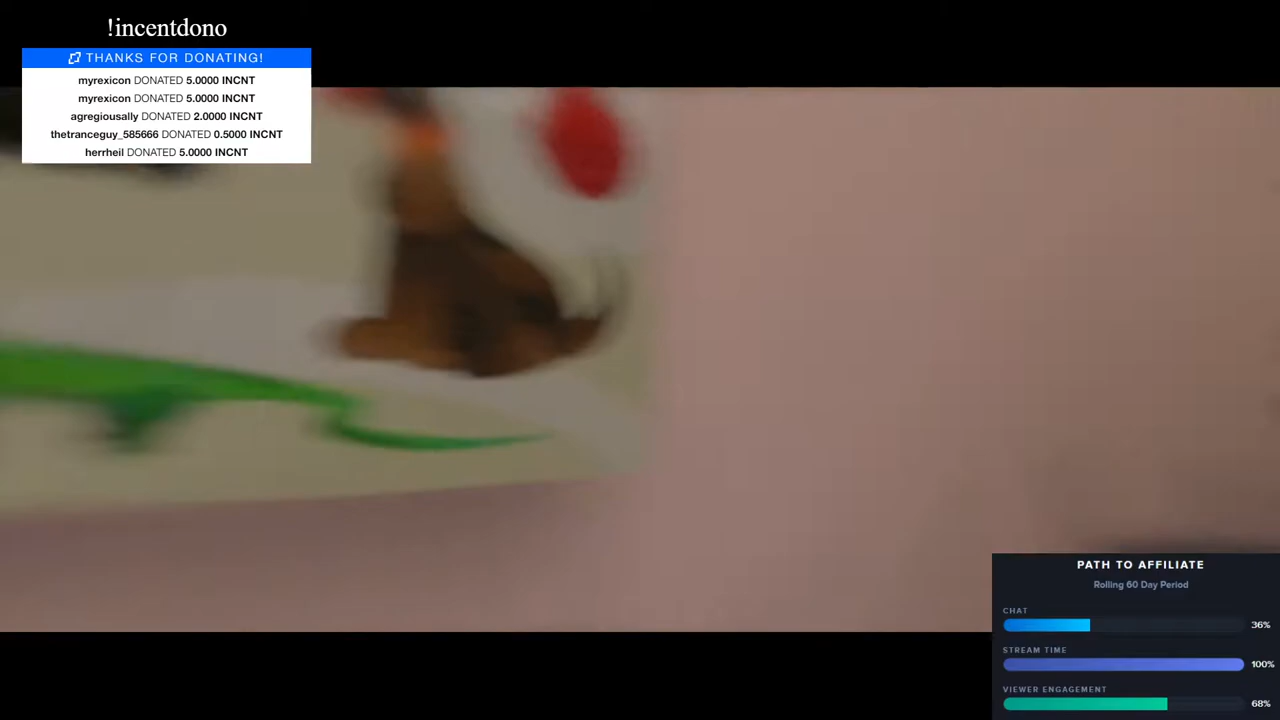 !incentdono
THANKS FOR DONATING!
myrexicon DONATED 5.0000 INCNT
myrexicon DONATED 5.0000 INCNT
agregiousally DONATED 2.0000 INCNT
thetranceguy_585666 DONATED 0.5000 INCNT
herrheil DONATED 5.0000 INCNT
PATH TO AFFILIATE
Rolling 60 Day Period
CHAT
36%
STREAM TIME
100%
VIEWER ENGAGEMENT
68%